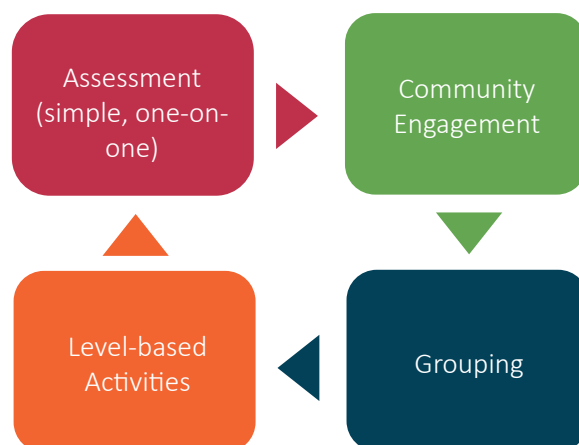 Assessment
(simple, one-on-
one)
Community
Engagement
Level-based
Activities
Grouping